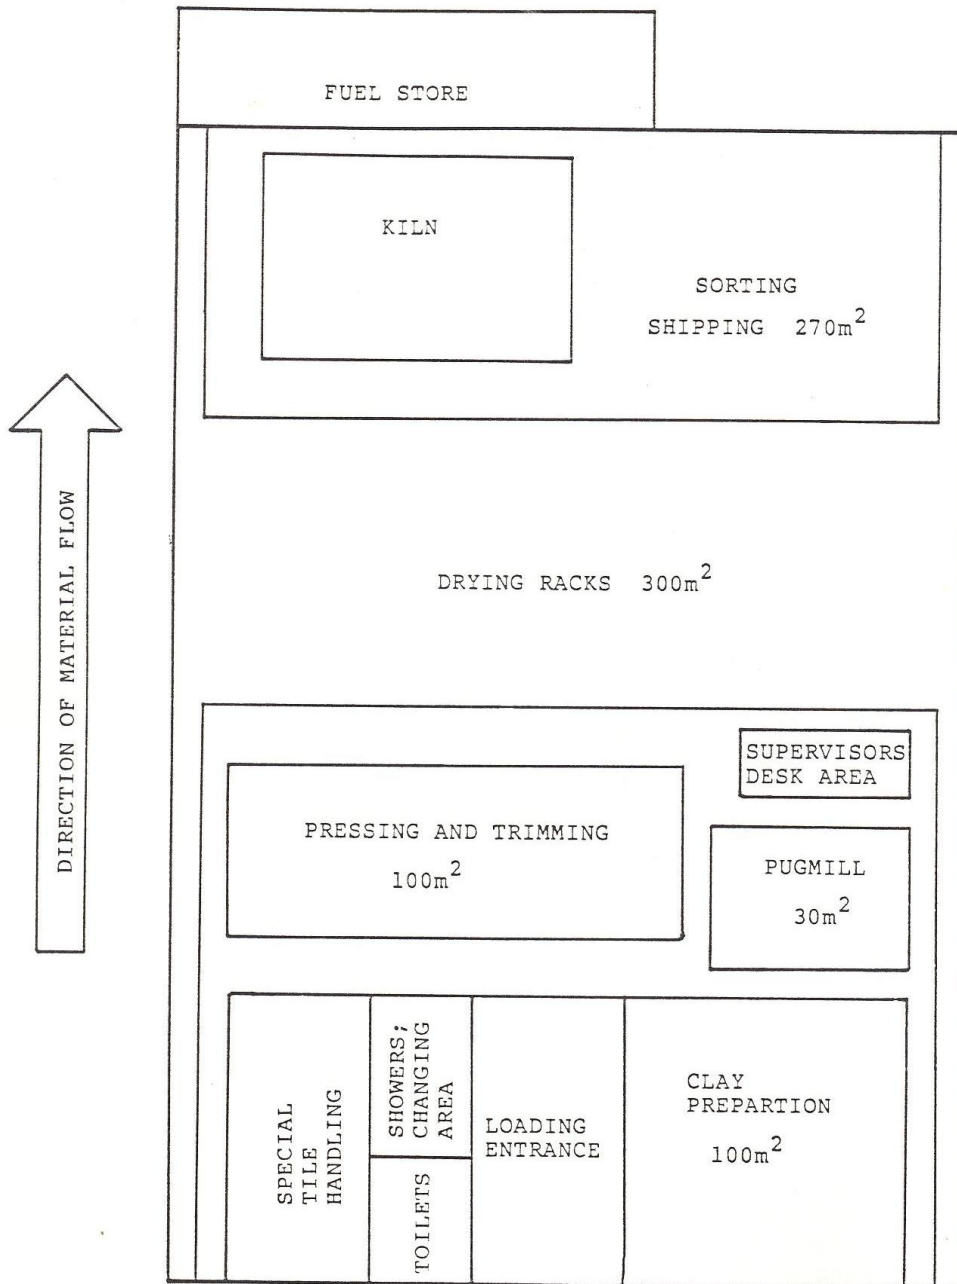 FUEL STORE
KILN
SORTING
SHIPPING 270m²
DIRECTION OF MATERIAL FLOW
DRYING RACKS 300m²
SUPERVISORS
DESK AREA
PRESSING AND TRIMMING
100m²
PUGMILL
30m²
SPECIAL
TILE
HANDLING
SHOWERS;
CHANGING
AREA
TOILETS
LOADING
ENTRANCE
CLAY
PREPARTION
100m²